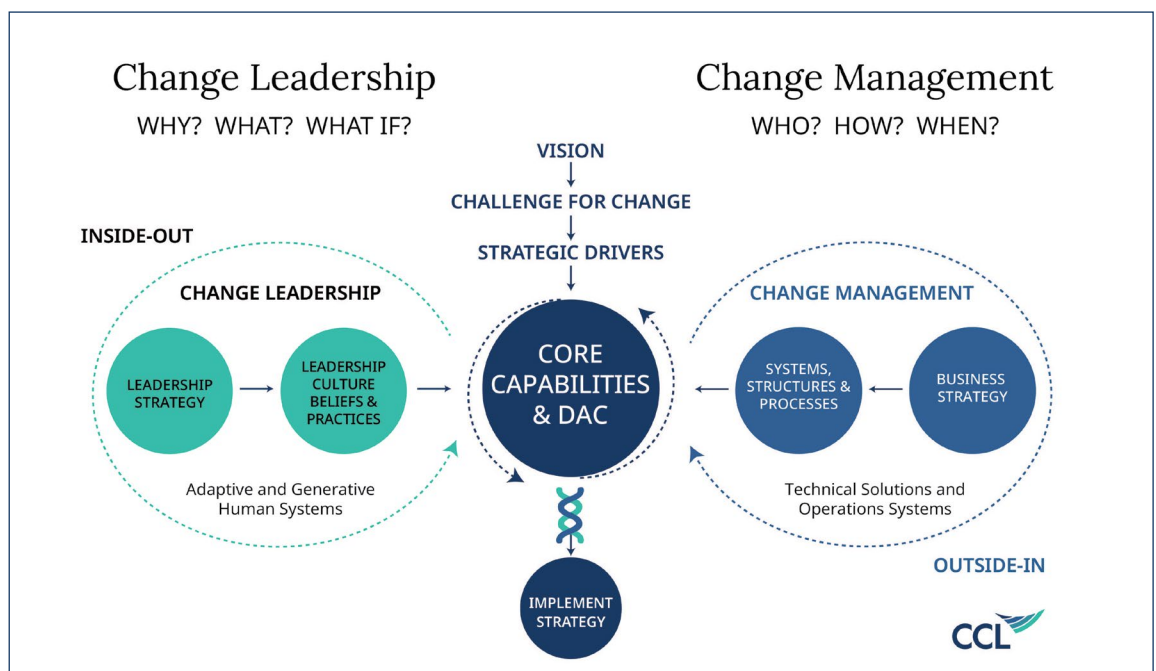 Change Leadership
WHY? WHAT? WHAT IF?
Change Management
WHO? HOW? WHEN?
VISION
CHALLENGE FOR CHANGE
STRATEGIC DRIVERS
INSIDE-OUT
CHANGE LEADERSHIP
LEADERSHIP
STRATEGY
LEADERSHIP
CULTURE
BELIEFS &
PRACTICES
Adaptive and Generative
Human Systems
CORE
CAPABILITIES
& DAC
CHANGE MANAGEMENT
SYSTEMS,
STRUCTURES &
PROCESSES
BUSINESS
STRATEGY
Technical Solutions and
Operations Systems
OUTSIDE-IN
IMPLEMENT
STRATEGY
CCL